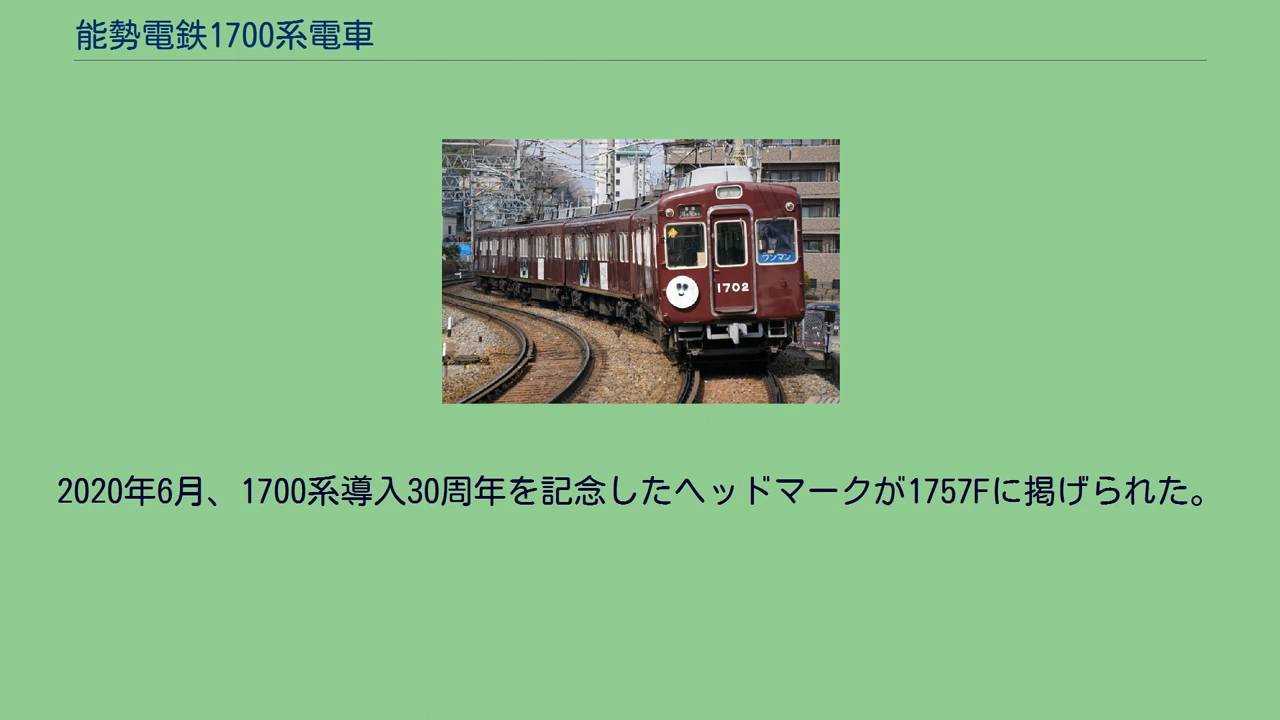 能勢電鉄1700系電車
ワンマン
1702
2020年6月、1700系導入30周年を記念したヘッドマークが1757Fに掲げられた。